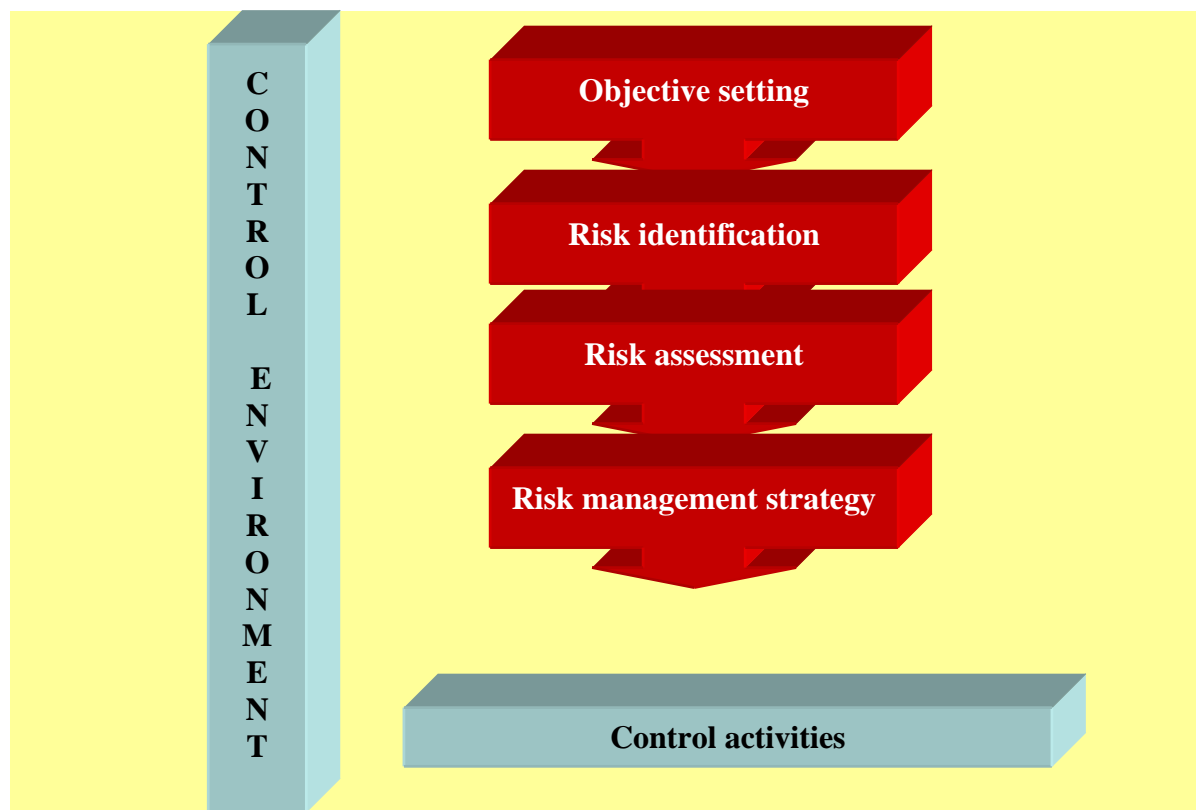 CONTROL ENVIRONMENT
Objective setting
Risk identification
Risk assessment
Risk management strategy
Control activities